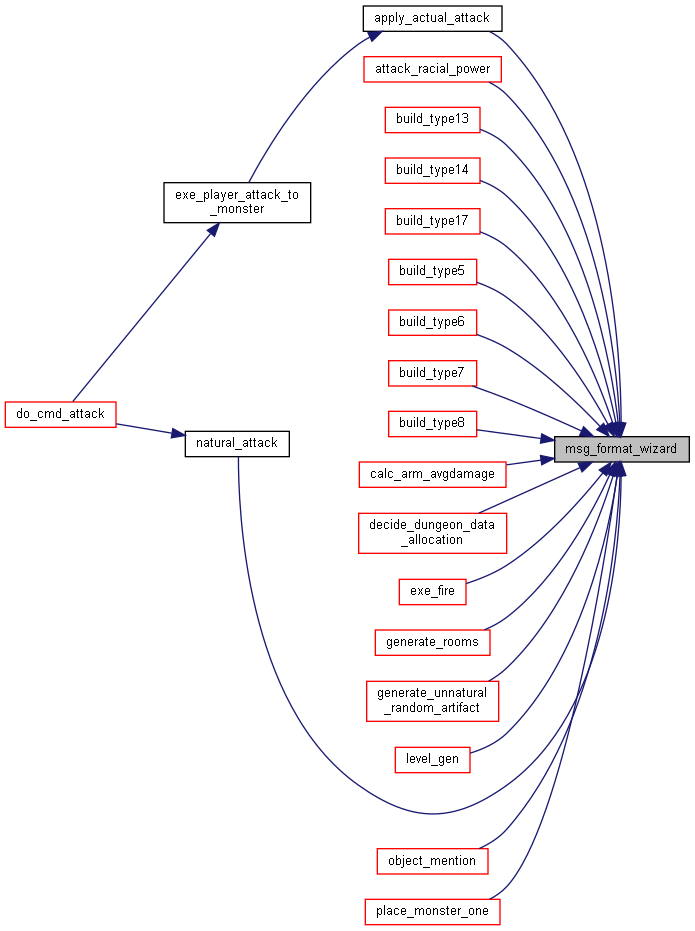 apply_actual_attack
attack_racial_power
build_type13
build_type14
exe_player_attack_to
_monster
build_type17
build_type5
build_type6
build_type7
do_cmd_attack
build_type8
natural_attack
msg_format_wizard
calc_arm_avgdamage
decide_dungeon_data
_allocation
exe_fire
generate_rooms
generate_unnatural
_random_artifact
level_gen
object_mention
place_monster_one